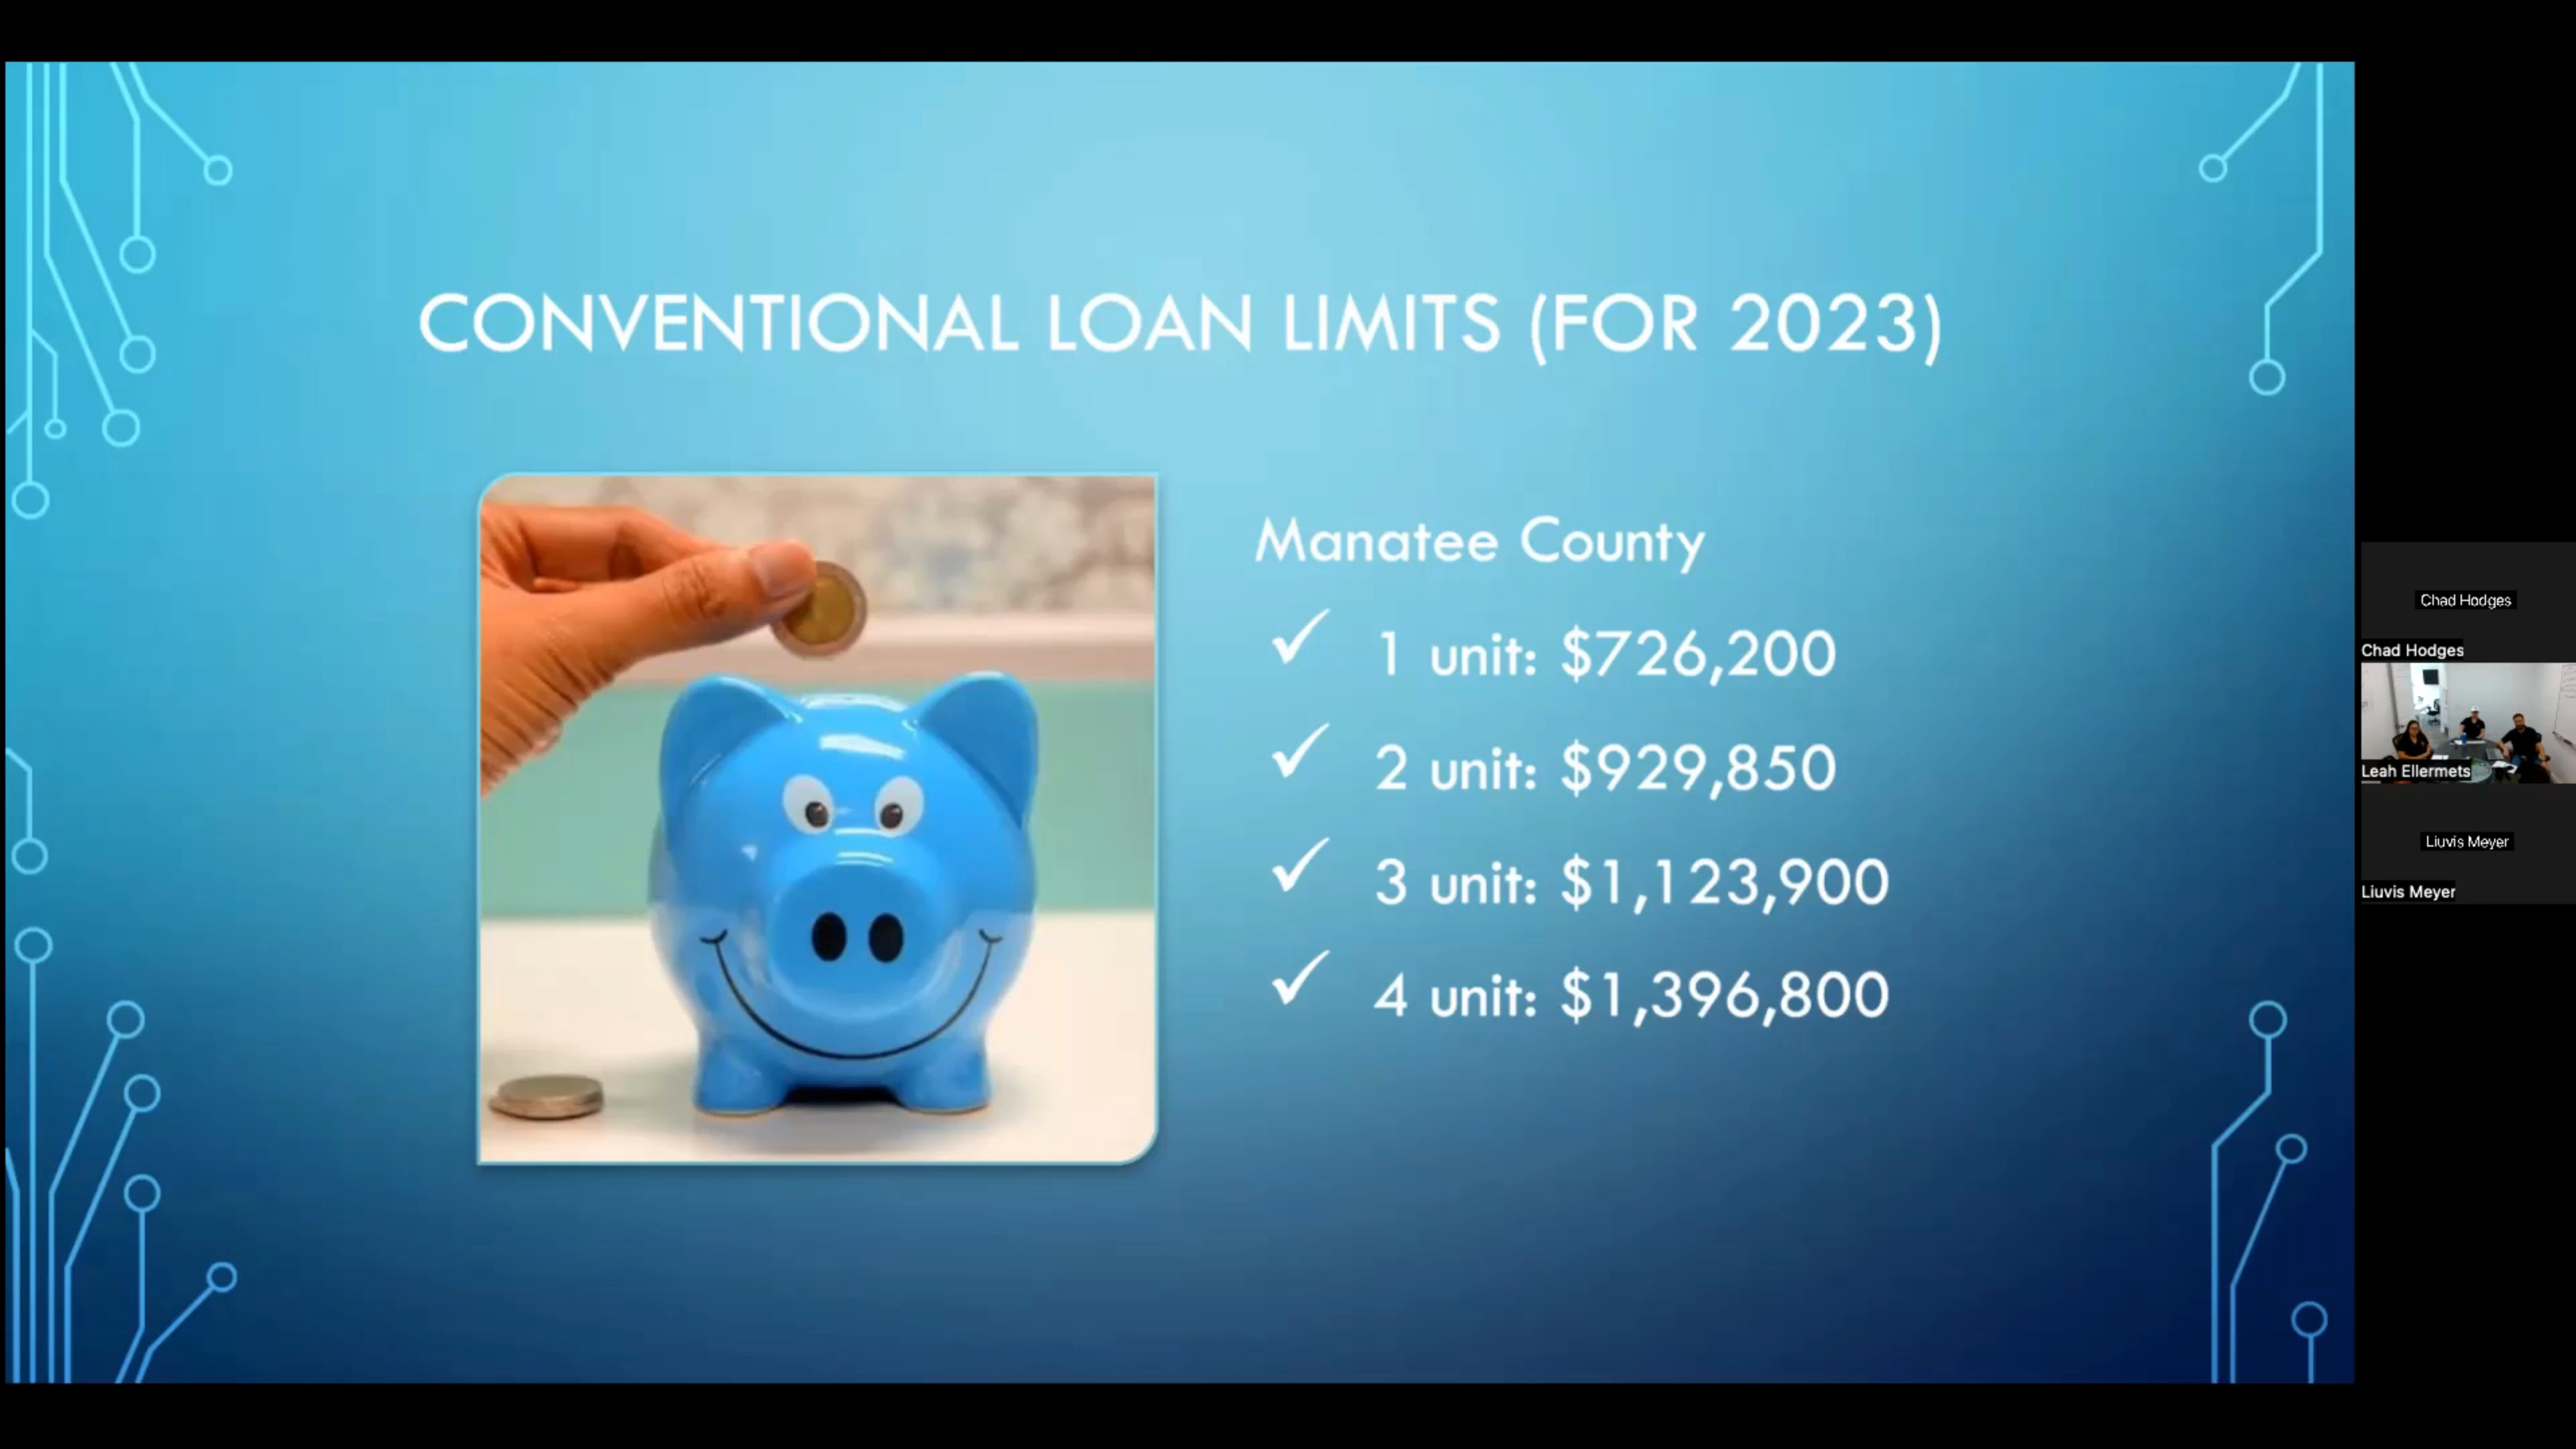 CONVENTIONAL LOAN LIMITS (FOR 2023)
Manatee County
✓ 1 unit: $726,200
✓ 2 unit: $929,850
✓ 3 unit: $1,123,900
✓ 4 unit: $1,396,800
Chad Hodges
Chad Hodges
Leah Ellermets
Liuvis Meyer
Liuvis Meyer